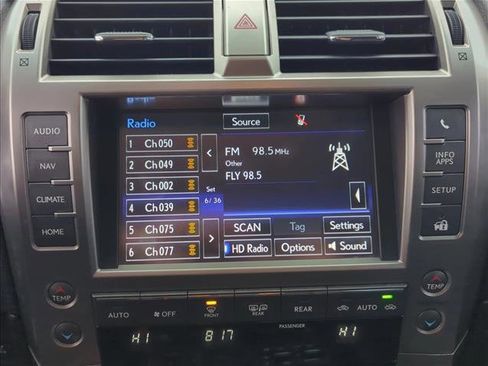 Radio Source
1 Ch050
2 Ch049
3 Ch002
4 Ch039
5 Ch075
6 Ch077
Set
6/36
FM 98.5 MHz
Other
FLY 98.5
SCAN Tag Settings
HD Radio Options Sound
AUDIO
NAV
CLIMATE
HOME
INFO
APPS
SETUP
TEMP
AUTO OFF FRONT REAR REAR AUTO
TEMP
PASSENGER
HI 8:17 HI